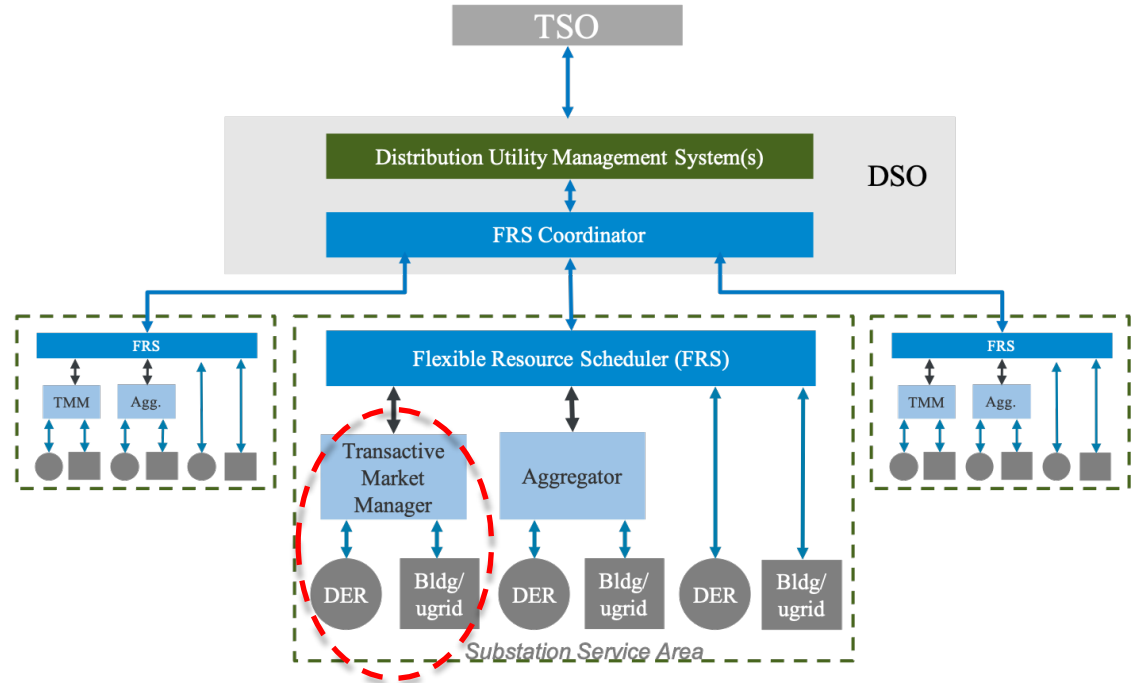 TSO
Distribution Utility Management System(s)
DSO
FRS Coordinator
FRS
TMM
Agg.
Flexible Resource Scheduler (FRS)
Transactive
Market
Manager
Aggregator
DER
Bldg/
ugrid
DER
Bldg/
ugrid
DER
Bldg/
ugrid
Substation Service Area
FRS
TMM
Agg.